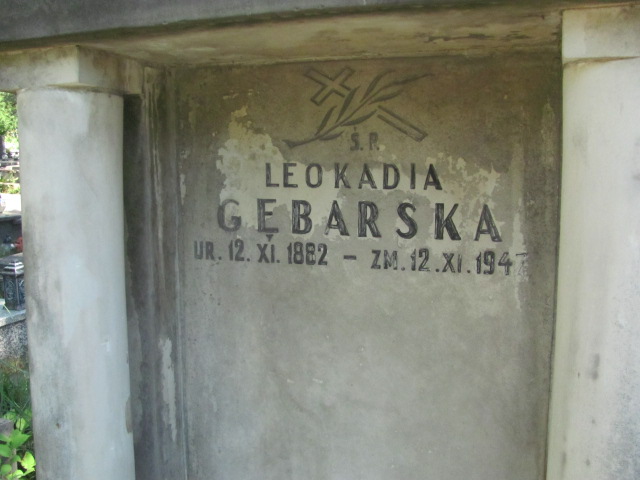 Ś. P.
LEOKADIA
GĘBARSKA
UR. 12. XI. 1882 - ZM. 12. XI. 1947